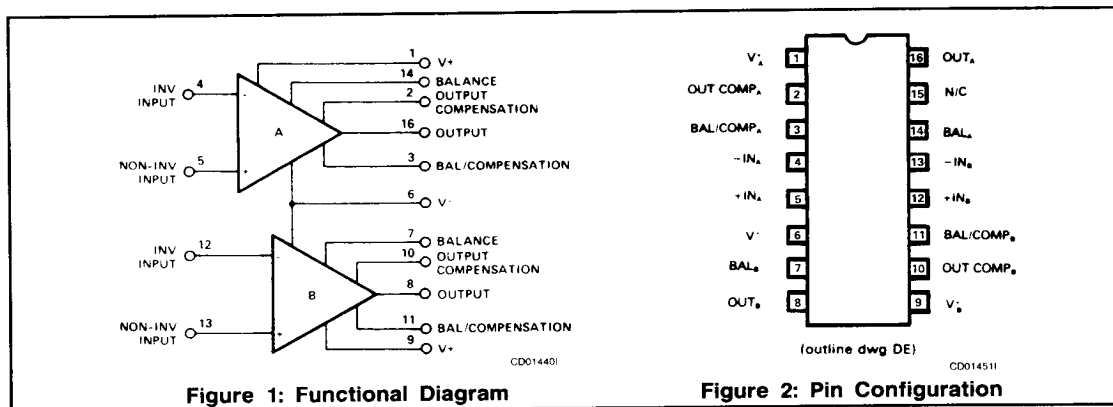 1
V+
14
BALANCE
INV
INPUT
4
2
OUTPUT
COMPENSATION
-
A
16
OUTPUT
NON-INV
INPUT
5
+
3
BAL/COMPENSATION
6
V-
7
BALANCE
INV
INPUT
12
10
OUTPUT
COMPENSATION
-
B
8
OUTPUT
NON-INV
INPUT
13
+
11
BAL/COMPENSATION
9
V+
CD01440I
Figure 1: Functional Diagram
1
16 OUTA
OUT COMPA 2
15 N/C
BAL/COMPA 3
14 BALA
-INA 4
13 -INB
+INA 5
12 +INB
V- 6
11 BAL/COMPB
BALB 7
10 OUT COMPB
OUTB 8
9
(outline dwg DE)
CD01451I
Figure 2: Pin Configuration